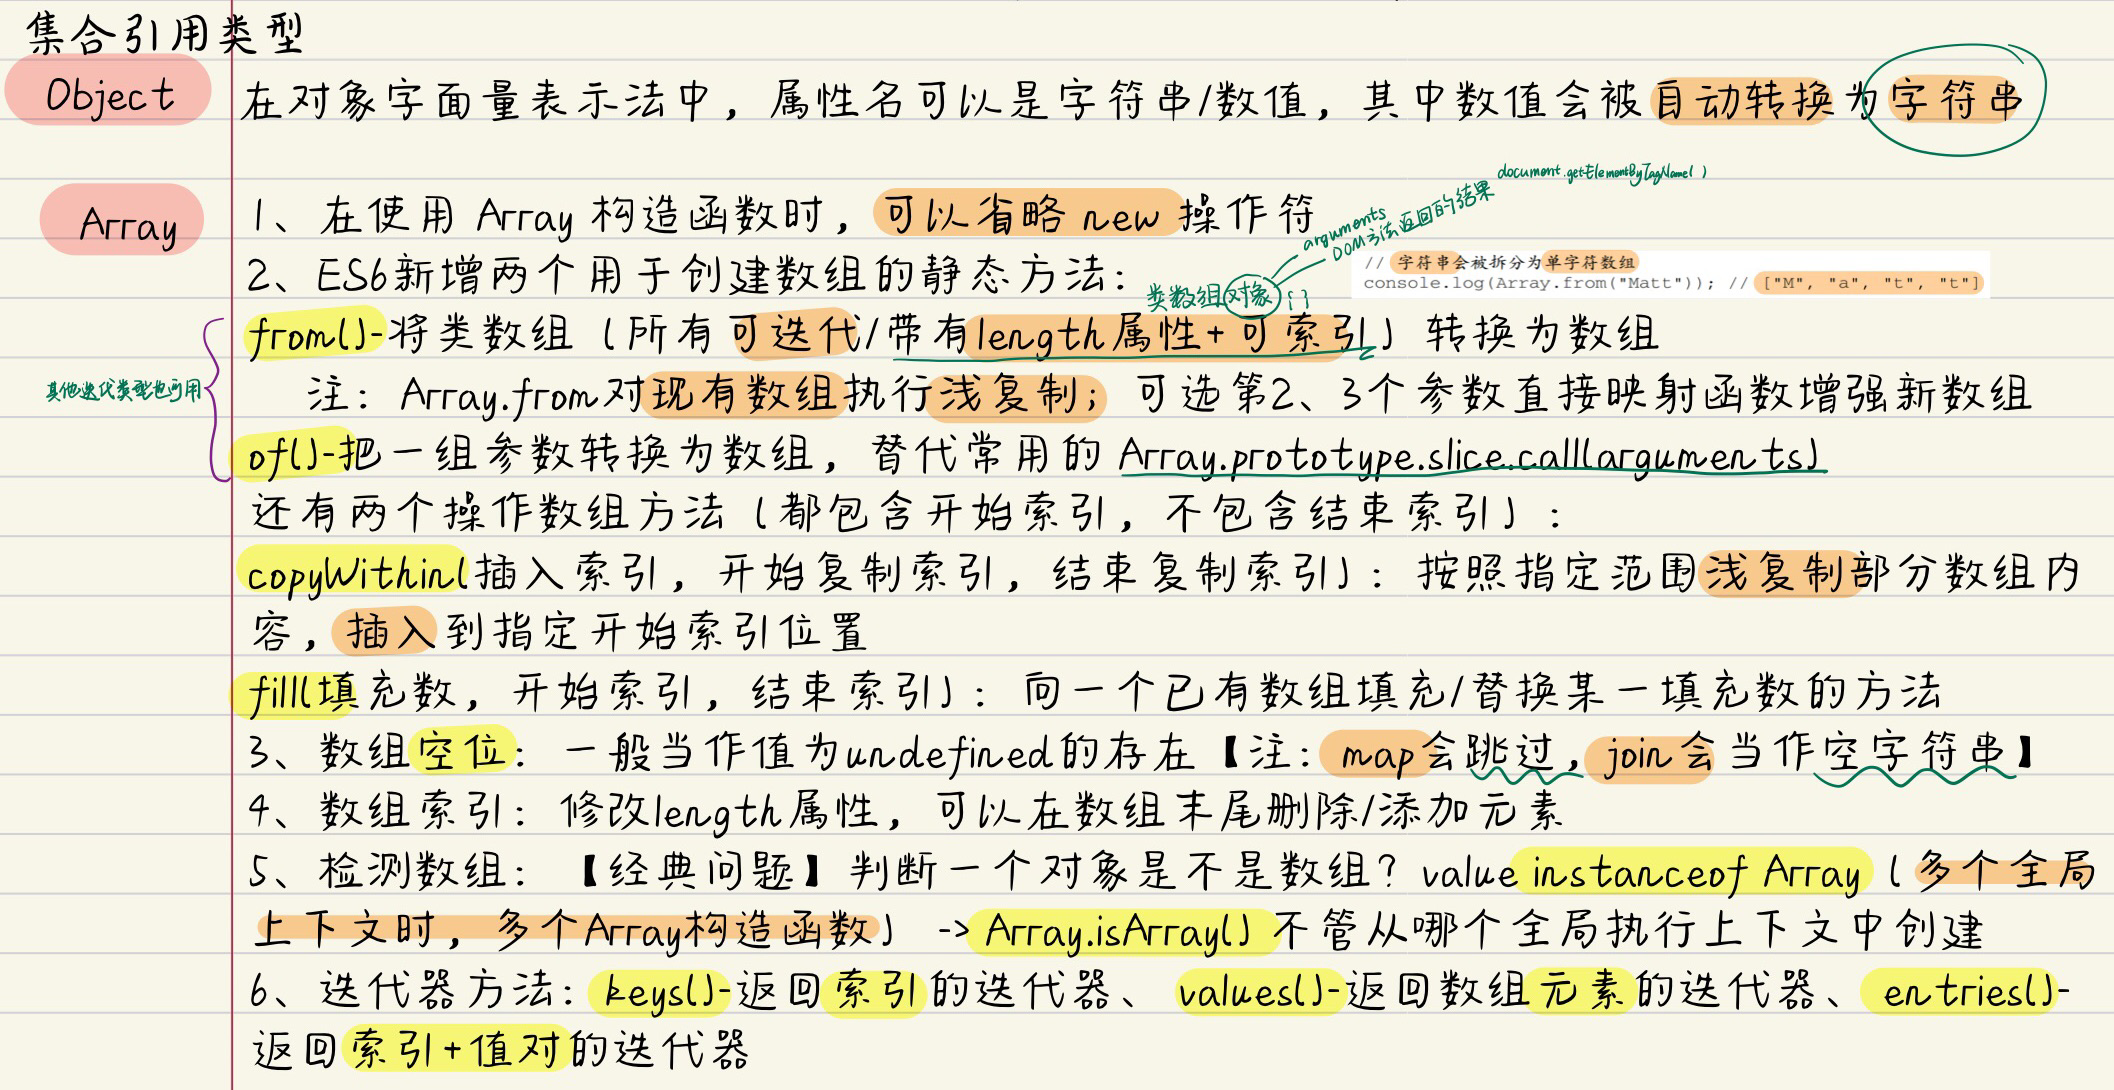 集合引用类型
Object
在对象字面量表示法中，属性名可以是字符串/数值，其中数值会被自动转换为字符串
Array
1、在使用 Array 构造函数时，可以省略 new 操作符
document.getElementByTagName( )
arguments
DOM方法返回的结果
2、ES6新增两个用于创建数组的静态方法：
类数组对象 { }
// 字符串会被拆分为单字符数组
console.log(Array.from("Matt")); // ["M", "a", "t", "t"]
from()-将类数组（所有可迭代/带有length属性+可索引）转换为数组
其他迭代类型也可用
注：Array.from对现有数组执行浅复制；可选第2、3个参数直接映射函数增强新数组
of()-把一组参数转换为数组，替代常用的 Array.prototype.slice.call(arguments)
还有两个操作数组方法（都包含开始索引，不包含结束索引）：
copyWithin(插入索引，开始复制索引，结束复制索引)：按照指定范围浅复制部分数组内
容，插入到指定开始索引位置
fill(填充数，开始索引，结束索引)：向一个已有数组填充/替换某一填充数的方法
3、数组空位：一般当作值为undefined的存在【注：map会跳过，join会当作空字符串】
4、数组索引：修改length属性，可以在数组末尾删除/添加元素
5、检测数组：【经典问题】判断一个对象是不是数组？value instanceof Array（多个全局
上下文时，多个Array构造函数） -> Array.isArray() 不管从哪个全局执行上下文中创建
6、迭代器方法：keys()-返回索引的迭代器、values()-返回数组元素的迭代器、entries()-
返回索引+值对的迭代器